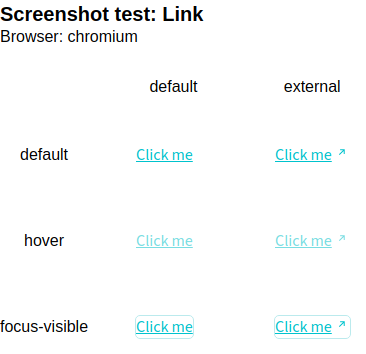 Screenshot test: Link
Browser: chromium
default external
default Click me Click me ↗
hover Click me Click me ↗
focus-visible Click me Click me ↗